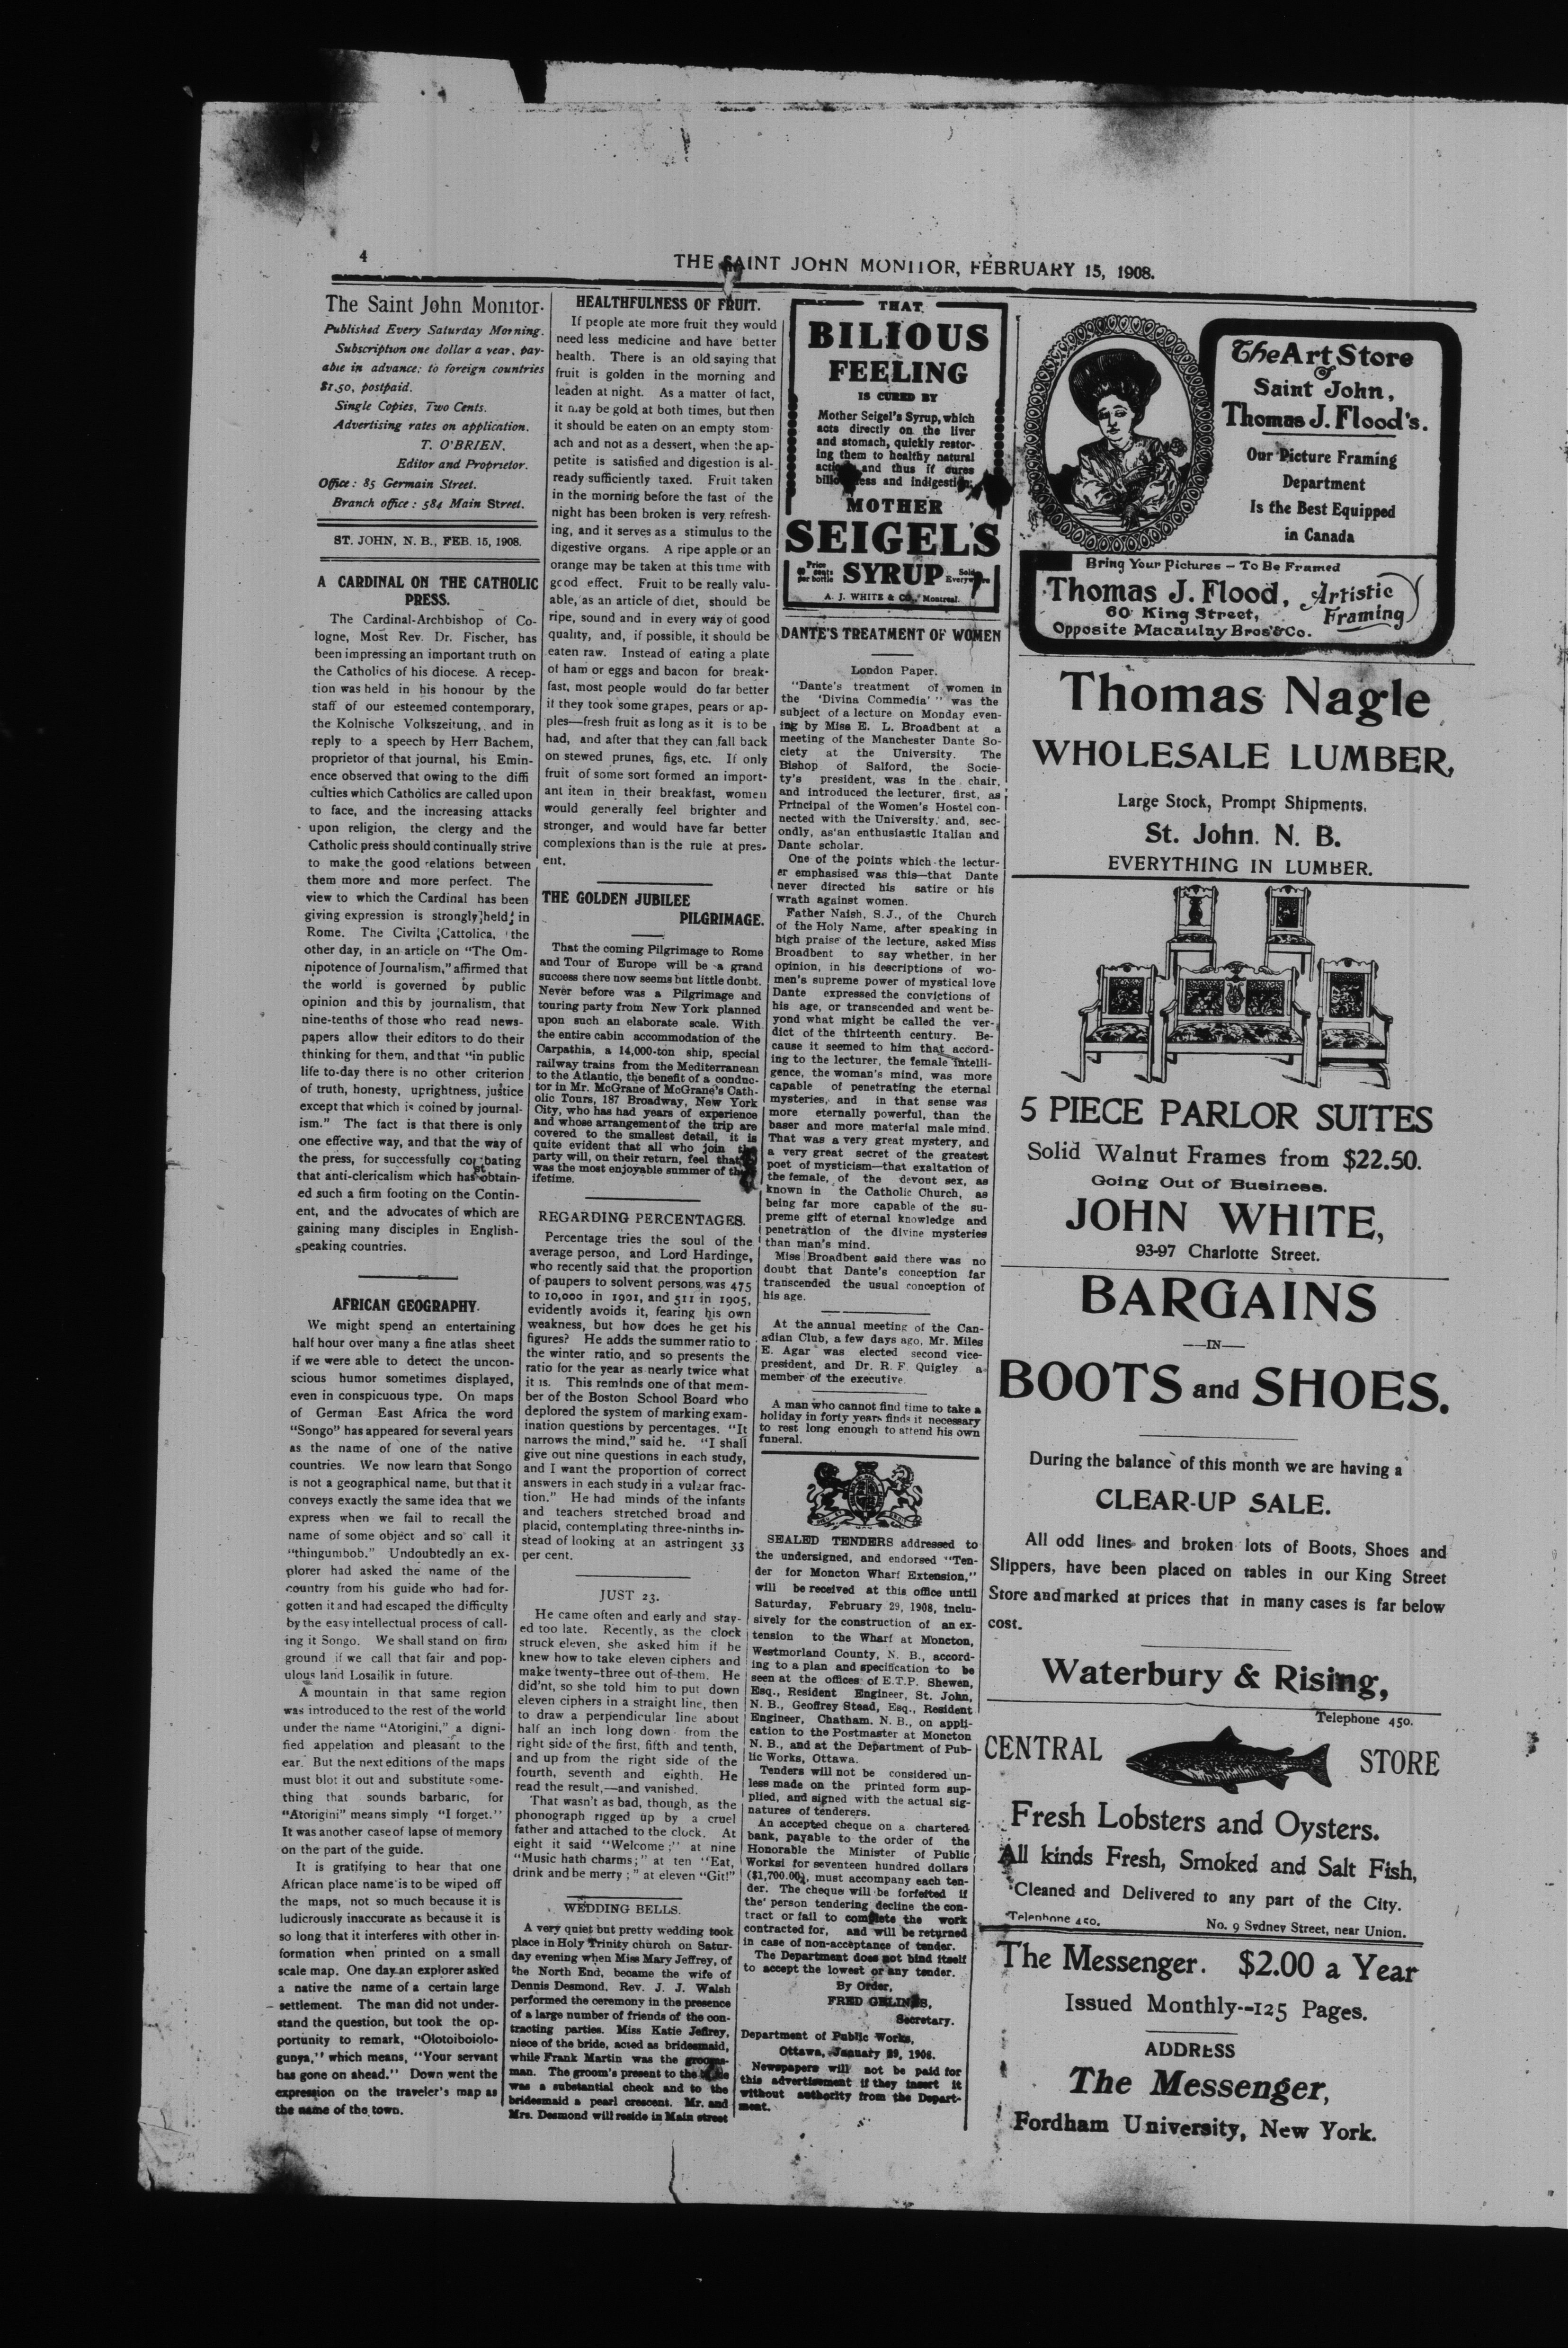 4
THE SAINT JOHN MONITOR, FEBRUARY 15, 1908.
The Saint John Monitor.
Published Every Saturday Morning.
Subscription one dollar a year, pay-
able in advance; to foreign countries
$1.50, postpaid.
Single Copies, Two Cents.
Advertising rates on application.
T. O'BRIEN,
Editor and Proprietor.
Office: 85 Germain Street.
Branch office: 584 Main Street.
ST. JOHN, N. B., FEB. 15, 1908.
A CARDINAL ON THE CATHOLIC
PRESS.
The Cardinal-Archbishop of Co-
logne, Most Rev. Dr. Fischer, has
been impressing an important truth on
the Catholics of his diocese. A recep-
tion was held in his honour by the
staff of our esteemed contemporary,
the Kolnische Volkszeitung, and in
reply to a speech by Herr Bachem,
proprietor of that journal, his Emin-
ence observed that owing to the diffi
culties which Catholics are called upon
to face, and the increasing attacks
upon religion, the clergy and the
Catholic press should continually strive
to make the good relations between
them more and more perfect. The
view to which the Cardinal has been
giving expression is strongly held in
Rome. The Civilta Cattolica, the
other day, in an article on "The Om-
nipotence of Journalism," affirmed that
the world is governed by public
opinion and this by journalism, that
nine-tenths of those who read news-
papers allow their editors to do their
thinking for them, and that "in public
life to-day there is no other criterion
of truth, honesty, uprightness, justice
except that which is coined by journal-
ism." The fact is that there is only
one effective way, and that the way of
the press, for successfully combating
that anti-clericalism which has obtain-
ed such a firm footing on the Contin-
ent, and the advocates of which are
gaining many disciples in English-
speaking countries.
AFRICAN GEOGRAPHY.
We might spend an entertaining
half hour over many a fine atlas sheet
if we were able to detect the uncon-
scious humor sometimes displayed,
even in conspicuous type. On maps
of German East Africa the word
"Songo" has appeared for several years
as the name of one of the native
countries. We now learn that Songo
is not a geographical name, but that it
conveys exactly the same idea that we
express when we fail to recall the
name of some object and so call it
"thingumbob." Undoubtedly an ex-
plorer had asked the name of the
country from his guide who had for-
gotten it and had escaped the difficulty
by the easy intellectual process of call-
ing it Songo. We shall stand on firm
ground if we call that fair and pop-
ulous land Losailik in future.
A mountain in that same region
was introduced to the rest of the world
under the name "Atorigini," a digni-
fied appelation and pleasant to the
ear. But the next editions of the maps
must blot it out and substitute some-
thing that sounds barbaric, for
"Atorigini" means simply "I forget."
It was another case of lapse of memory
on the part of the guide.
It is gratifying to hear that one
African place name is to be wiped off
the maps, not so much because it is
ludicrously inaccurate as because it is
so long that it interferes with other in-
formation when printed on a small
scale map. One day an explorer asked
a native the name of a certain large
settlement. The man did not under-
stand the question, but took the op-
portunity to remark, "Olotoiboiolo-
gunya," which means, "Your servant
has gone on ahead." Down went the
expression on the traveler's map as
the name of the town.
HEALTHFULNESS OF FRUIT.
If people ate more fruit they would
need less medicine and have better
health. There is an old saying that
fruit is golden in the morning and
leaden at night. As a matter of fact,
it may be gold at both times, but then
it should be eaten on an empty stom
ach and not as a dessert, when the ap-
petite is satisfied and digestion is al-
ready sufficiently taxed. Fruit taken
in the morning before the fast of the
night has been broken is very refresh-
ing, and it serves as a stimulus to the
digestive organs. A ripe apple or an
orange may be taken at this time with
good effect. Fruit to be really valu-
able, as an article of diet, should be
ripe, sound and in every way of good
quality, and, if possible, it should be
eaten raw. Instead of eating a plate
of ham or eggs and bacon for break-
fast, most people would do far better
if they took some grapes, pears or ap-
ples—fresh fruit as long as it is to be
had, and after that they can fall back
on stewed prunes, figs, etc. If only
fruit of some sort formed an import-
ant item in their breakfast, women
would generally feel brighter and
stronger, and would have far better
complexions than is the rule at pres-
ent.
THE GOLDEN JUBILEE
PILGRIMAGE.
That the coming Pilgrimage to Rome
and Tour of Europe will be a grand
success there now seems but little doubt.
Never before was a Pilgrimage and
touring party from New York planned
upon such an elaborate scale. With
the entire cabin accommodation of the
Carpathia, a 14,000-ton ship, special
railway trains from the Mediterranean
to the Atlantic, the benefit of a conduc-
tor in Mr. McGrane of McGrane's Cath-
olic Tours, 187 Broadway, New York
City, who has had years of experience
and whose arrangement of the trip are
covered to the smallest detail, it is
quite evident that all who join the
party will, on their return, feel that
was the most enjoyable summer of the
ifetime.
REGARDING PERCENTAGES.
Percentage tries the soul of the
average person, and Lord Hardinge,
who recently said that the proportion
of paupers to solvent persons was 475
to 10,000 in 1901, and 511 in 1905,
evidently avoids it, fearing his own
weakness, but how does he get his
figures? He adds the summer ratio to
the winter ratio, and so presents the
ratio for the year as nearly twice what
it is. This reminds one of that mem-
ber of the Boston School Board who
deplored the system of marking exam-
ination questions by percentages. "It
narrows the mind," said he. "I shall
give out nine questions in each study,
and I want the proportion of correct
answers in each study in a vulgar frac-
tion." He had minds of the infants
and teachers stretched broad and
placid, contemplating three-ninths in-
stead of looking at an astringent 33
per cent.
JUST 23.
He came often and early and stay-
ed too late. Recently, as the clock
struck eleven, she asked him if he
knew how to take eleven ciphers and
make twenty-three out of them. He
did'nt, so she told him to put down
eleven ciphers in a straight line, then
to draw a perpendicular line about
half an inch long down from the
right side of the first, fifth and tenth,
and up from the right side of the
fourth, seventh and eighth. He
read the result,—and vanished.
That wasn't as bad, though, as the
phonograph rigged up by a cruel
father and attached to the clock. At
eight it said "Welcome;" at nine
"Music hath charms;" at ten "Eat,
drink and be merry;" at eleven "Git!"
WEDDING BELLS.
A very quiet but pretty wedding took
place in Holy Trinity church on Satur-
day evening when Miss Mary Jeffrey, of
the North End, became the wife of
Dennis Desmond. Rev. J. J. Walsh
performed the ceremony in the presence
of a large number of friends of the con-
tracting parties. Miss Katie Jeffrey,
niece of the bride, acted as bridesmaid,
while Frank Martin was the grooms-
man. The groom's present to the bride
was a substantial check and to the
bridesmaid a pearl crescent. Mr. and
Mrs. Desmond will reside in Main street
THAT
BILIOUS
FEELING
IS CURED BY
Mother Seigel's Syrup, which
acts directly on the liver
and stomach, quickly restor-
ing them to healthy natural
action and thus it cures
biliousness and indigestion.
MOTHER
SEIGEL'S
SYRUP
Price
cents
per bottle
Sold
Everywhere
A. J. WHITE & CO., Montreal.
DANTE'S TREATMENT OF WOMEN
London Paper.
"Dante's treatment of women in
the 'Divina Commedia' " was the
subject of a lecture on Monday even-
ing by Miss E. L. Broadbent at a
meeting of the Manchester Dante So-
ciety at the University. The
Bishop of Salford, the Socie-
ty's president, was in the chair,
and introduced the lecturer, first, as
Principal of the Women's Hostel con-
nected with the University, and, sec-
ondly, as an enthusiastic Italian and
Dante scholar.
One of the points which the lectur-
er emphasised was this—that Dante
never directed his satire or his
wrath against women.
Father Naish, S.J., of the Church
of the Holy Name, after speaking in
high praise of the lecture, asked Miss
Broadbent to say whether, in her
opinion, in his descriptions of wo-
men's supreme power of mystical love
Dante expressed the convictions of
his age, or transcended and went be-
yond what might be called the ver-
dict of the thirteenth century. Be-
cause it seemed to him that, accord-
ing to the lecturer, the female intelli-
gence, the woman's mind, was more
capable of penetrating the eternal
mysteries, and in that sense was
more eternally powerful, than the
baser and more material male mind.
That was a very great mystery, and
a very great secret of the greatest
poet of mysticism—that exaltation of
the female, of the devout sex, as
known in the Catholic Church, as
being far more capable of the su-
preme gift of eternal knowledge and
penetration of the divine mysteries
than man's mind.
Miss Broadbent said there was no
doubt that Dante's conception far
transcended the usual conception of
his age.
At the annual meeting of the Can-
adian Club, a few days ago, Mr. Miles
E. Agar was elected second vice-
president, and Dr. R. F. Quigley a
member of the executive.
A man who cannot find time to take a
holiday in forty years finds it necessary
to rest long enough to attend his own
funeral.
SEALED TENDERS addressed to
the undersigned, and endorsed "Ten-
der for Moncton Wharf Extension,"
will be received at this office until
Saturday, February 29, 1908, inclu-
sively for the construction of an ex-
tension to the Wharf at Moncton,
Westmorland County, N. B., accord-
ing to a plan and specification to be
seen at the offices of E.T.P. Shewen,
Esq., Resident Engineer, St. John,
N. B., Geoffrey Stead, Esq., Resident
Engineer, Chatham, N. B., on appli-
cation to the Postmaster at Moncton
N. B., and at the Department of Pub-
lic Works, Ottawa.
Tenders will not be considered un-
less made on the printed form sup-
plied, and signed with the actual sig-
natures of tenderers.
An accepted cheque on a chartered
bank, payable to the order of the
Honorable the Minister of Public
Worksi for seventeen hundred dollars
($1,700.00), must accompany each ten-
der. The cheque will be forfeited if
the person tendering decline the con-
tract or fail to complete the work
contracted for, and will be returned
in case of non-acceptance of tender.
The Department does not bind itself
to accept the lowest or any tender.
By Order,
FRED GELINAS,
Secretary.
Department of Public Works,
Ottawa, January 29, 1908.
Newspapers will not be paid for
this advertisement if they insert it
without authority from the Depart-
ment.
The Art Store
of
Saint John,
Thomas J. Flood's.
Our Picture Framing
Department
Is the Best Equipped
in Canada
Bring Your Pictures — To Be Framed
Thomas J. Flood,
60 King Street,
Opposite Macaulay Bros & Co.
Artistic
Framing
Thomas Nagle
WHOLESALE LUMBER,
Large Stock, Prompt Shipments,
St. John. N. B.
EVERYTHING IN LUMBER.
5 PIECE PARLOR SUITES
Solid Walnut Frames from $22.50.
Going Out of Business.
JOHN WHITE,
93-97 Charlotte Street.
BARGAINS
—IN—
BOOTS and SHOES.
During the balance of this month we are having a
CLEAR-UP SALE.
All odd lines and broken lots of Boots, Shoes and
Slippers, have been placed on tables in our King Street
Store and marked at prices that in many cases is far below
cost.
Waterbury & Rising,
Telephone 450.
CENTRAL STORE
Fresh Lobsters and Oysters.
All kinds Fresh, Smoked and Salt Fish,
Cleaned and Delivered to any part of the City.
Telephone 450. No. 9 Sydney Street, near Union.
The Messenger. $2.00 a Year
Issued Monthly--125 Pages.
ADDRESS
The Messenger,
Fordham University, New York.